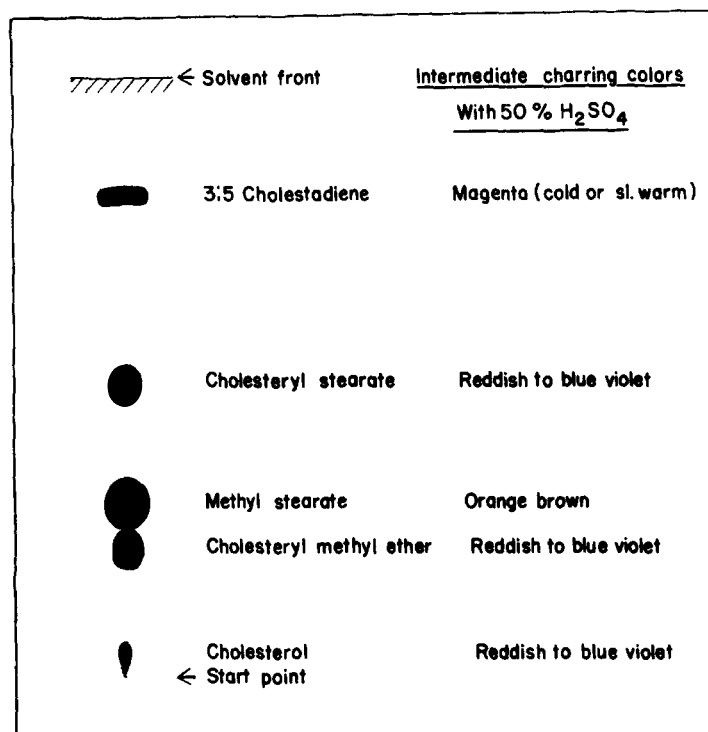 ← Solvent front Intermediate charring colors
With 50 % H₂SO₄
3:5 Cholestadiene Magenta (cold or sl. warm)
Cholesteryl stearate Reddish to blue violet
Methyl stearate Orange brown
Cholesteryl methyl ether Reddish to blue violet
Cholesterol Reddish to blue violet
← Start point